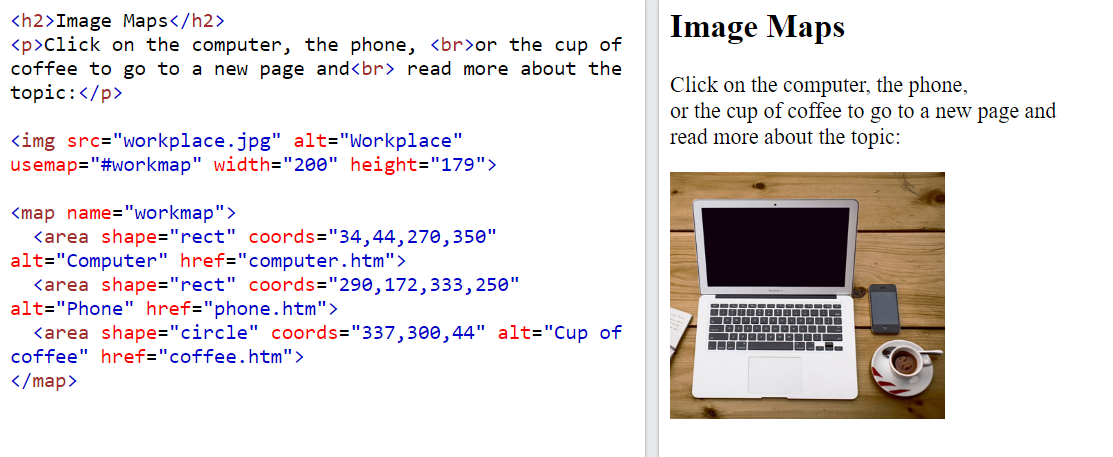 <h2>Image Maps</h2>
<p>Click on the computer, the phone, <br>or the cup of
coffee to go to a new page and<br> read more about the
topic:</p>
<img src="workplace.jpg" alt="Workplace"
usemap="#workmap" width="200" height="179">
<map name="workmap">
  <area shape="rect" coords="34,44,270,350"
alt="Computer" href="computer.htm">
  <area shape="rect" coords="290,172,333,250"
alt="Phone"  href="phone.htm">
  <area shape="circle" coords="337,300,44" alt="Cup of
coffee" href="coffee.htm">
</map>
Image Maps
Click on the computer, the phone,
or the cup of coffee to go to a new page and
read more about the topic: